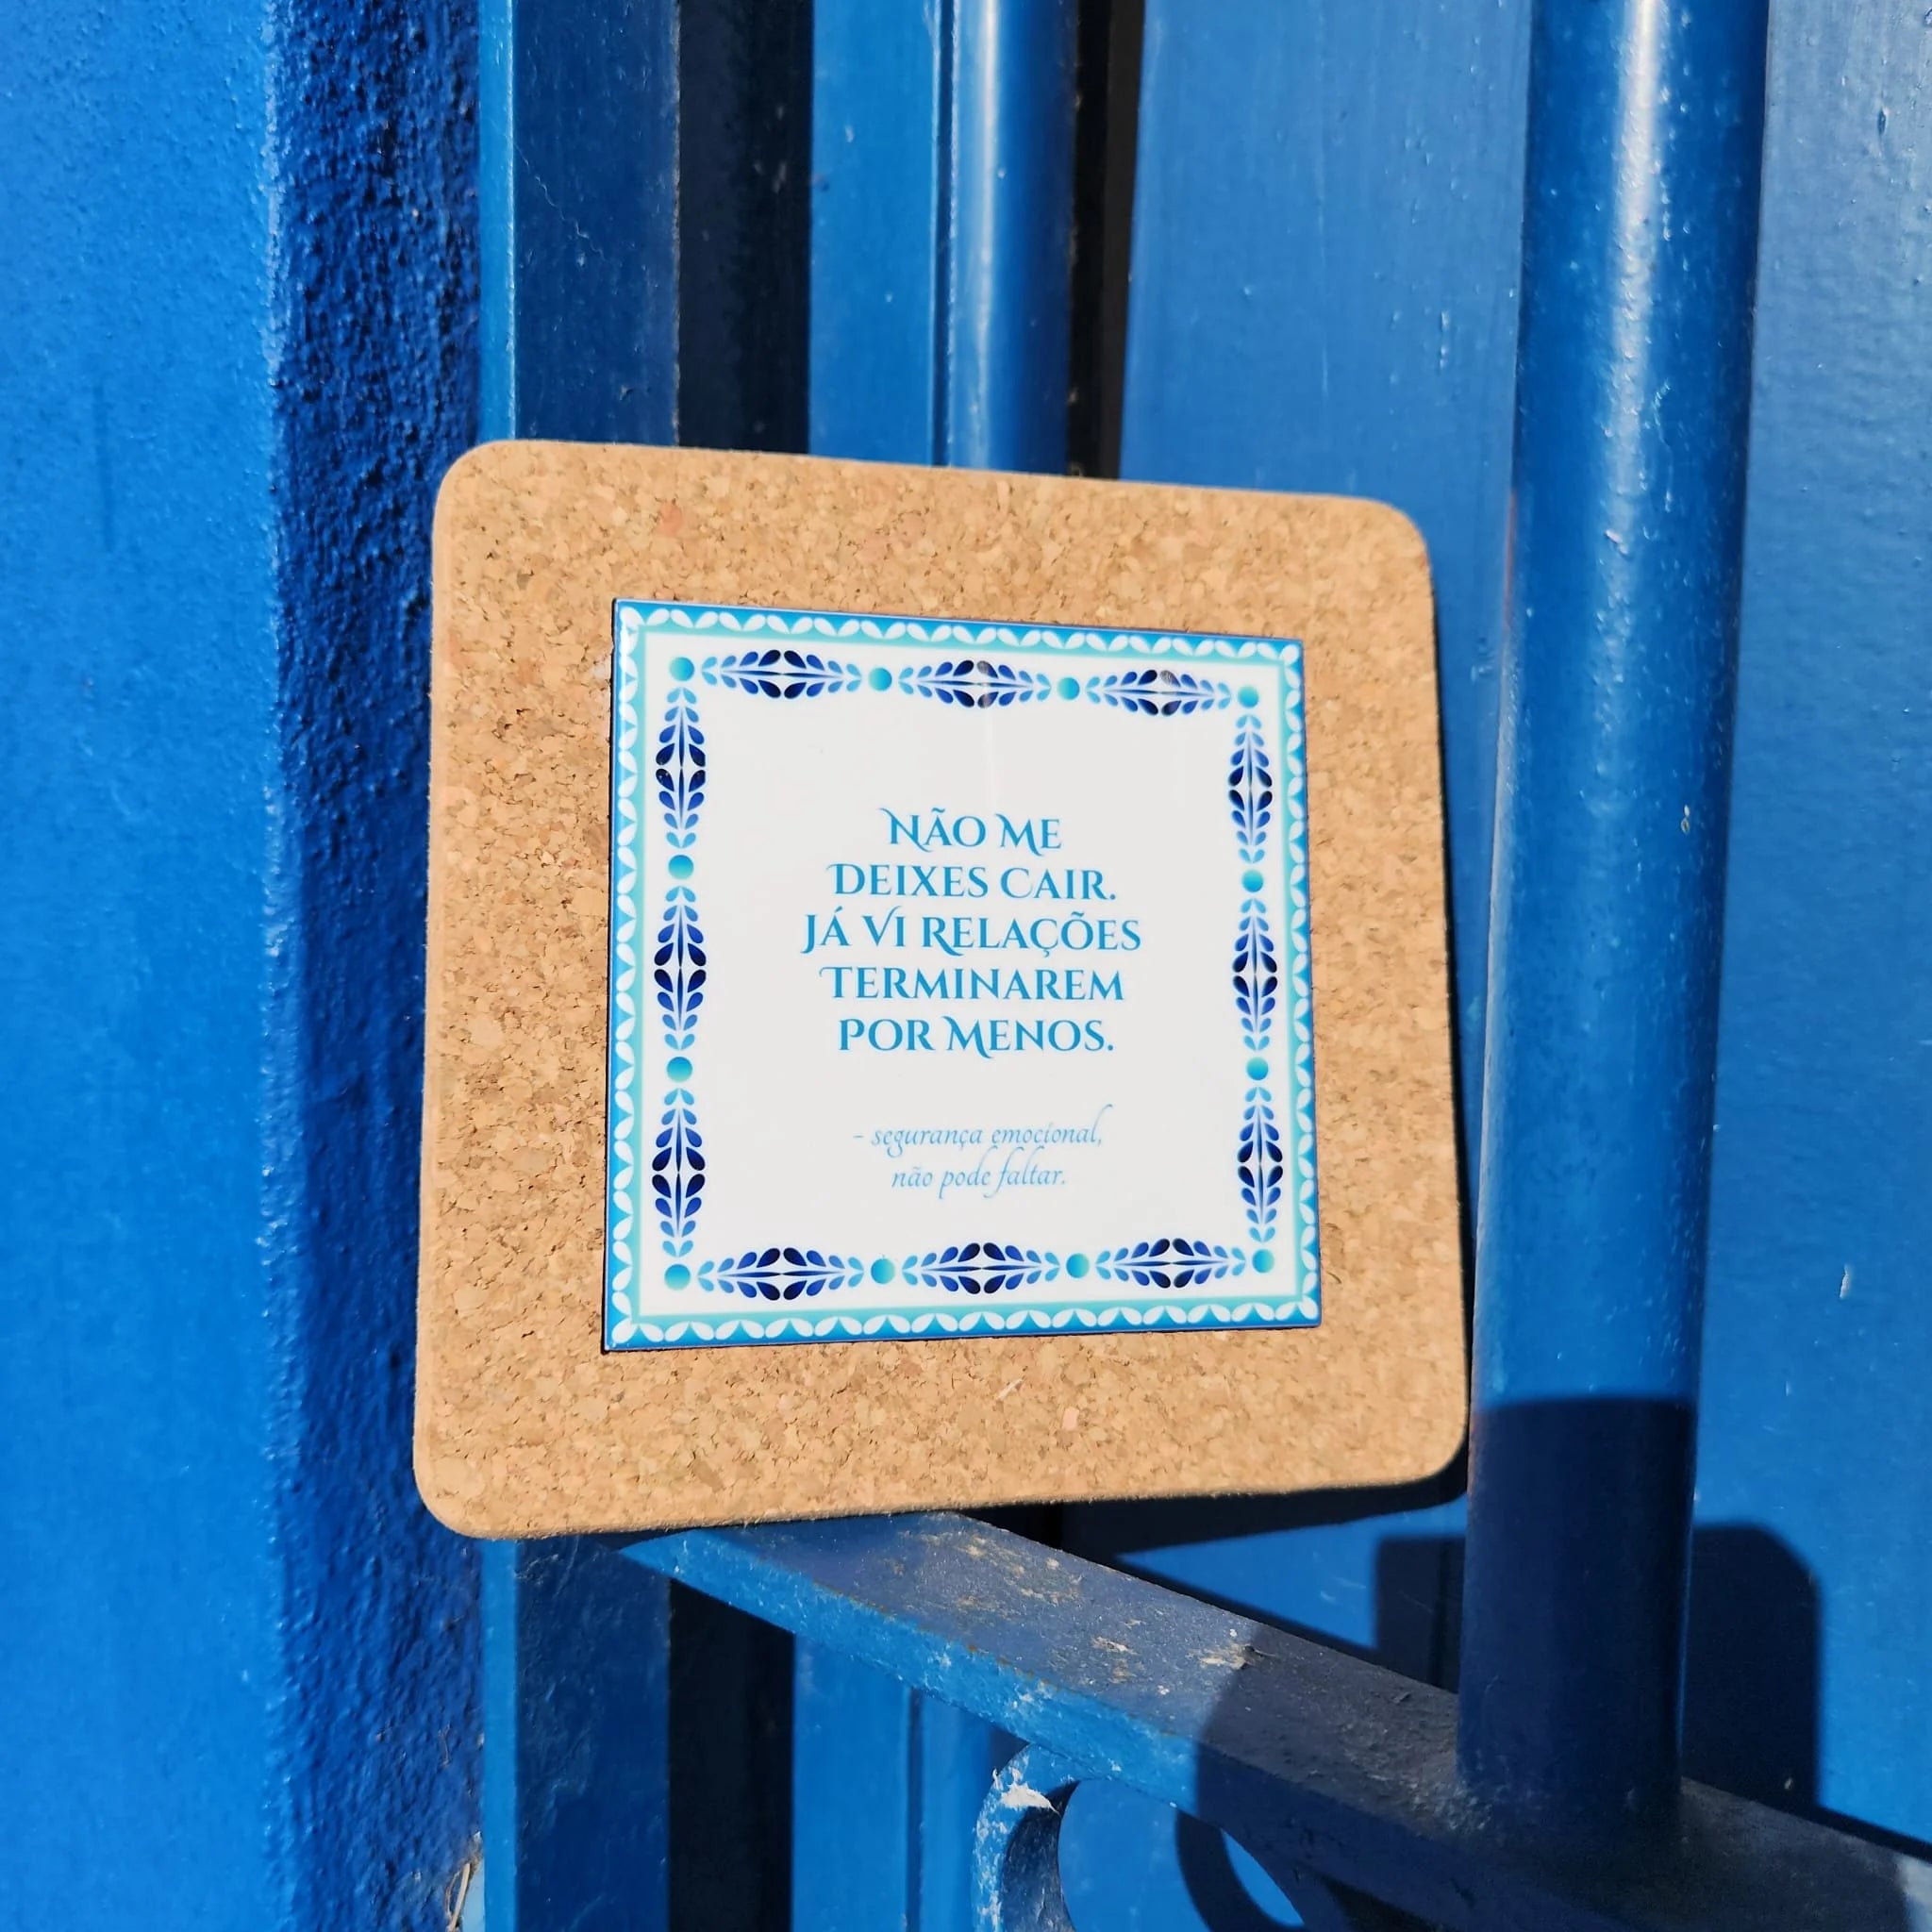 NÃO ME
DEIXES CAIR.
JÁ VI RELAÇÕES
TERMINAREM
POR MENOS.
- segurança emocional,
não pode faltar.